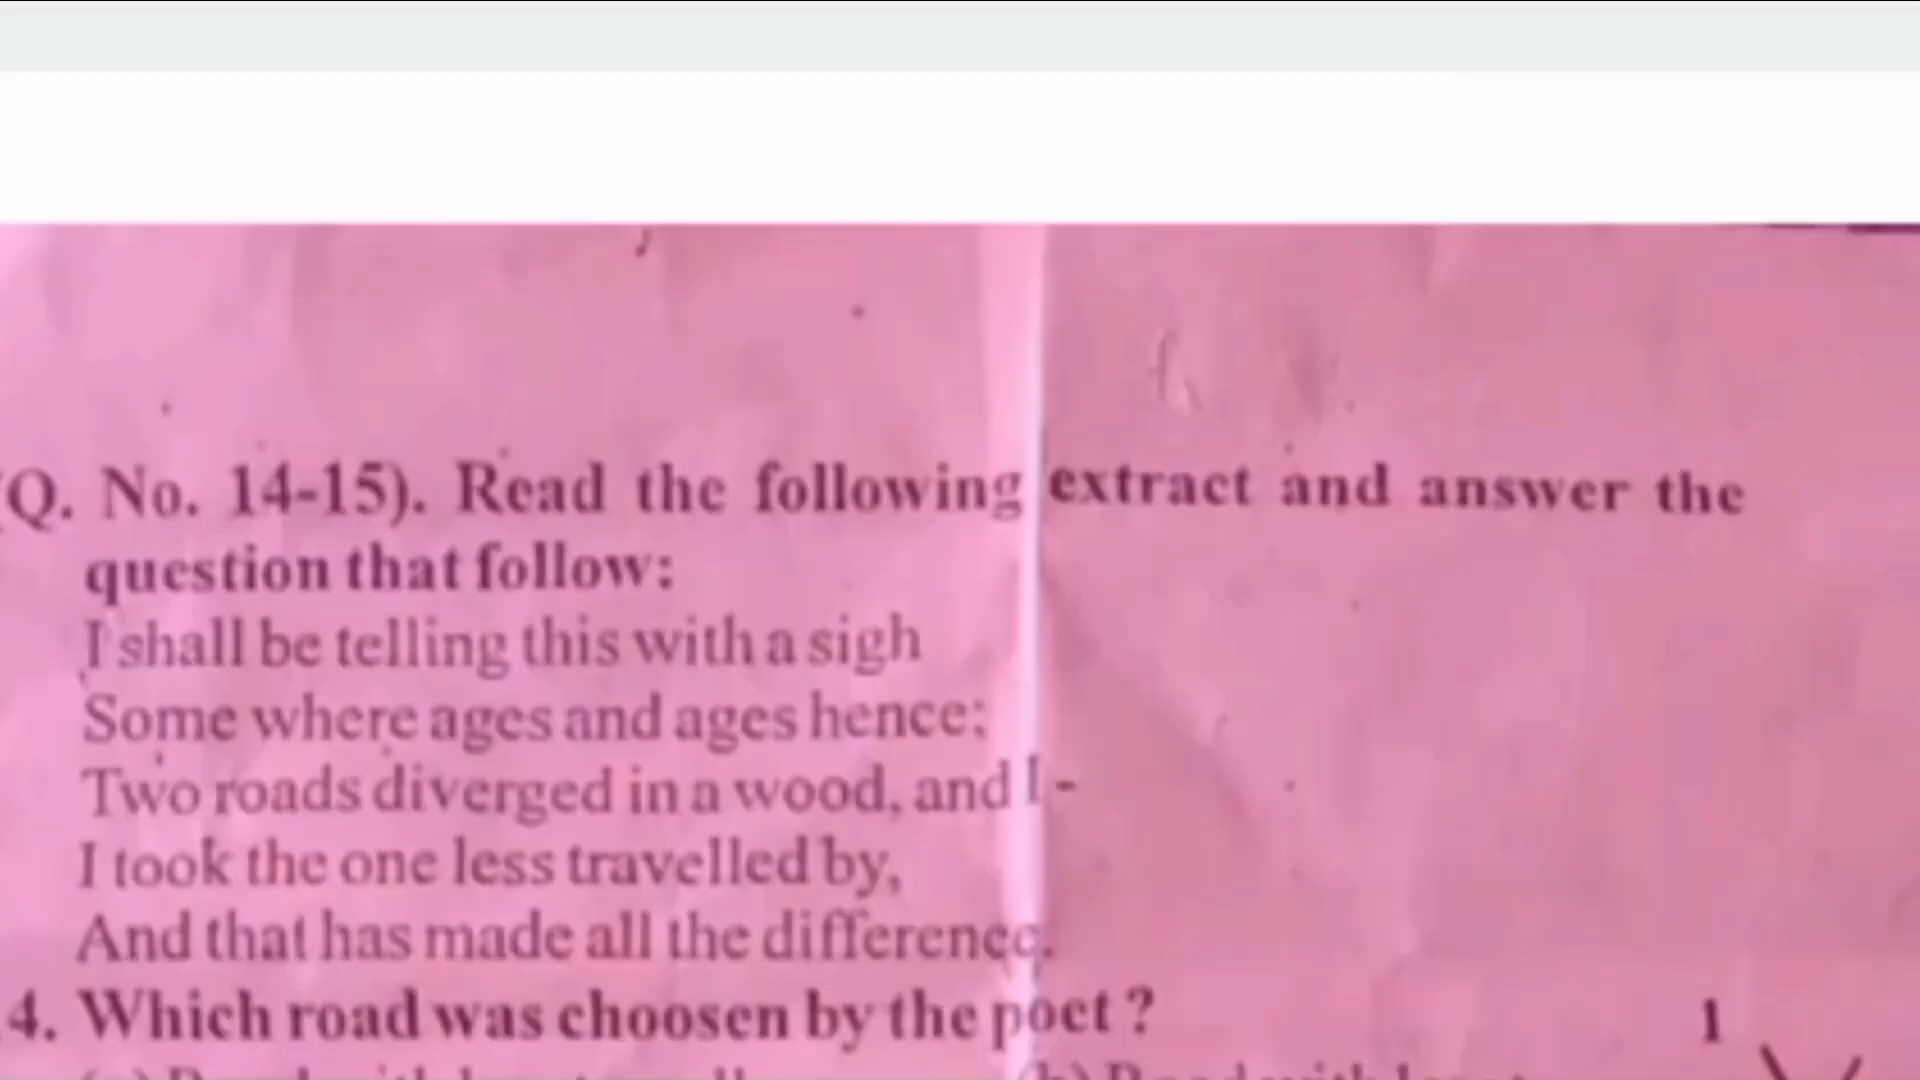 (Q. No. 14-15). Read the following extract and answer the
question that follow:
I shall be telling this with a sigh
Some where ages and ages hence;
Two roads diverged in a wood, and I -
I took the one less travelled by,
And that has made all the difference.
4. Which road was choosen by the poet ? 1